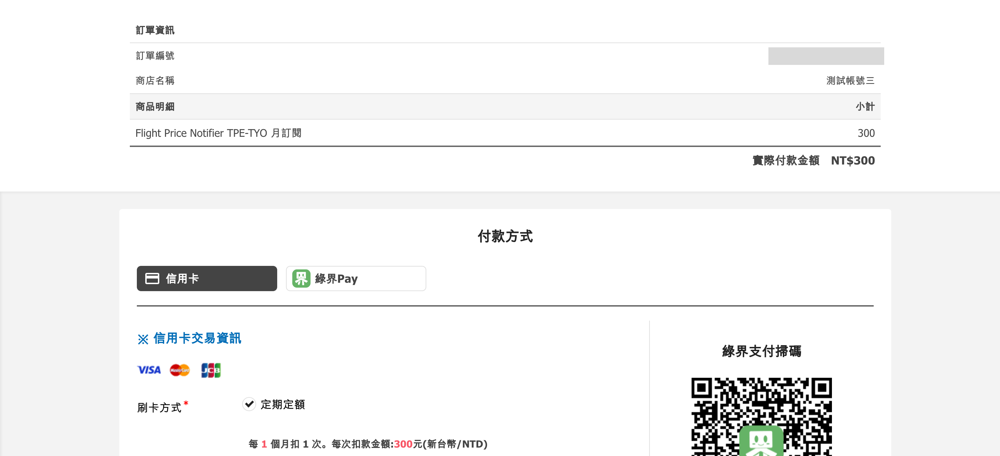 訂單資訊
訂單編號
商店名稱 測試帳號三
商品明細 小計
Flight Price Notifier TPE-TYO 月訂閱 300
實際付款金額 NT$300
付款方式
信用卡 綠界Pay
※ 信用卡交易資訊
綠界支付掃碼
VISA MasterCard JCB
刷卡方式* 定期定額
每 1 個月扣 1 次。每次扣款金額:300元(新台幣/NTD)